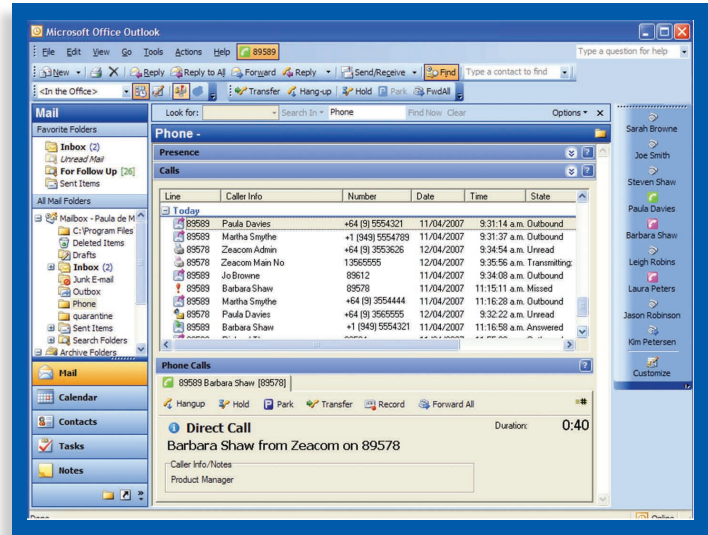 Microsoft Office Outlook
File Edit View Go Tools Actions Help 89589 Type a question for help
New Reply Reply to All Forward Reply Send/Receive Find Type a contact to find
<In the Office> Transfer Hang-up Hold Park FwdAll
Mail
Look for: Search In Phone Find Now Clear Options
Favorite Folders
Inbox (2)
Unread Mail
For Follow Up [26]
Sent Items
All Mail Folders
Mailbox - Paula de M
C:\Program Files
Deleted Items
Drafts
Inbox (2)
Junk E-mail
Outbox
Phone
quarantine
Sent Items
Search Folders
Archive Folders
Mail
Calendar
Contacts
Tasks
Notes
Phone -
Presence
Calls
Line Caller Info Number Date Time State
Today
89589 Paula Davies +64 (9) 5554321 11/04/2007 9:31:14 a.m. Outbound
89589 Martha Smythe +1 (949) 5554789 11/04/2007 9:31:37 a.m. Outbound
89578 Zeacom Admin +64 (9) 3553626 12/04/2007 9:34:54 a.m. Unread
89578 Zeacom Main No 13565555 12/04/2007 9:35:56 a.m. Transmitting:
89589 Jo Browne 89612 11/04/2007 9:34:08 a.m. Outbound
89589 Barbara Shaw 89578 11/04/2007 11:15:11 a.m. Missed
89589 Martha Smythe +64 (9) 3554444 11/04/2007 11:16:28 a.m. Outbound
89578 Paula Davies +64 (9) 3565555 12/04/2007 9:32:22 a.m. Unread
89589 Barbara Shaw +1 (949) 5554321 11/04/2007 11:16:58 a.m. Answered
Phone Calls
89589 Barbara Shaw [89578]
Hangup Hold Park Transfer Record Forward All
Direct Call Duration: 0:40
Barbara Shaw from Zeacom on 89578
Caller Info/Notes
Product Manager
Sarah Browne
Joe Smith
Steven Shaw
Paula Davies
Barbara Shaw
Leigh Robins
Laura Peters
Jason Robinson
Kim Petersen
Customize